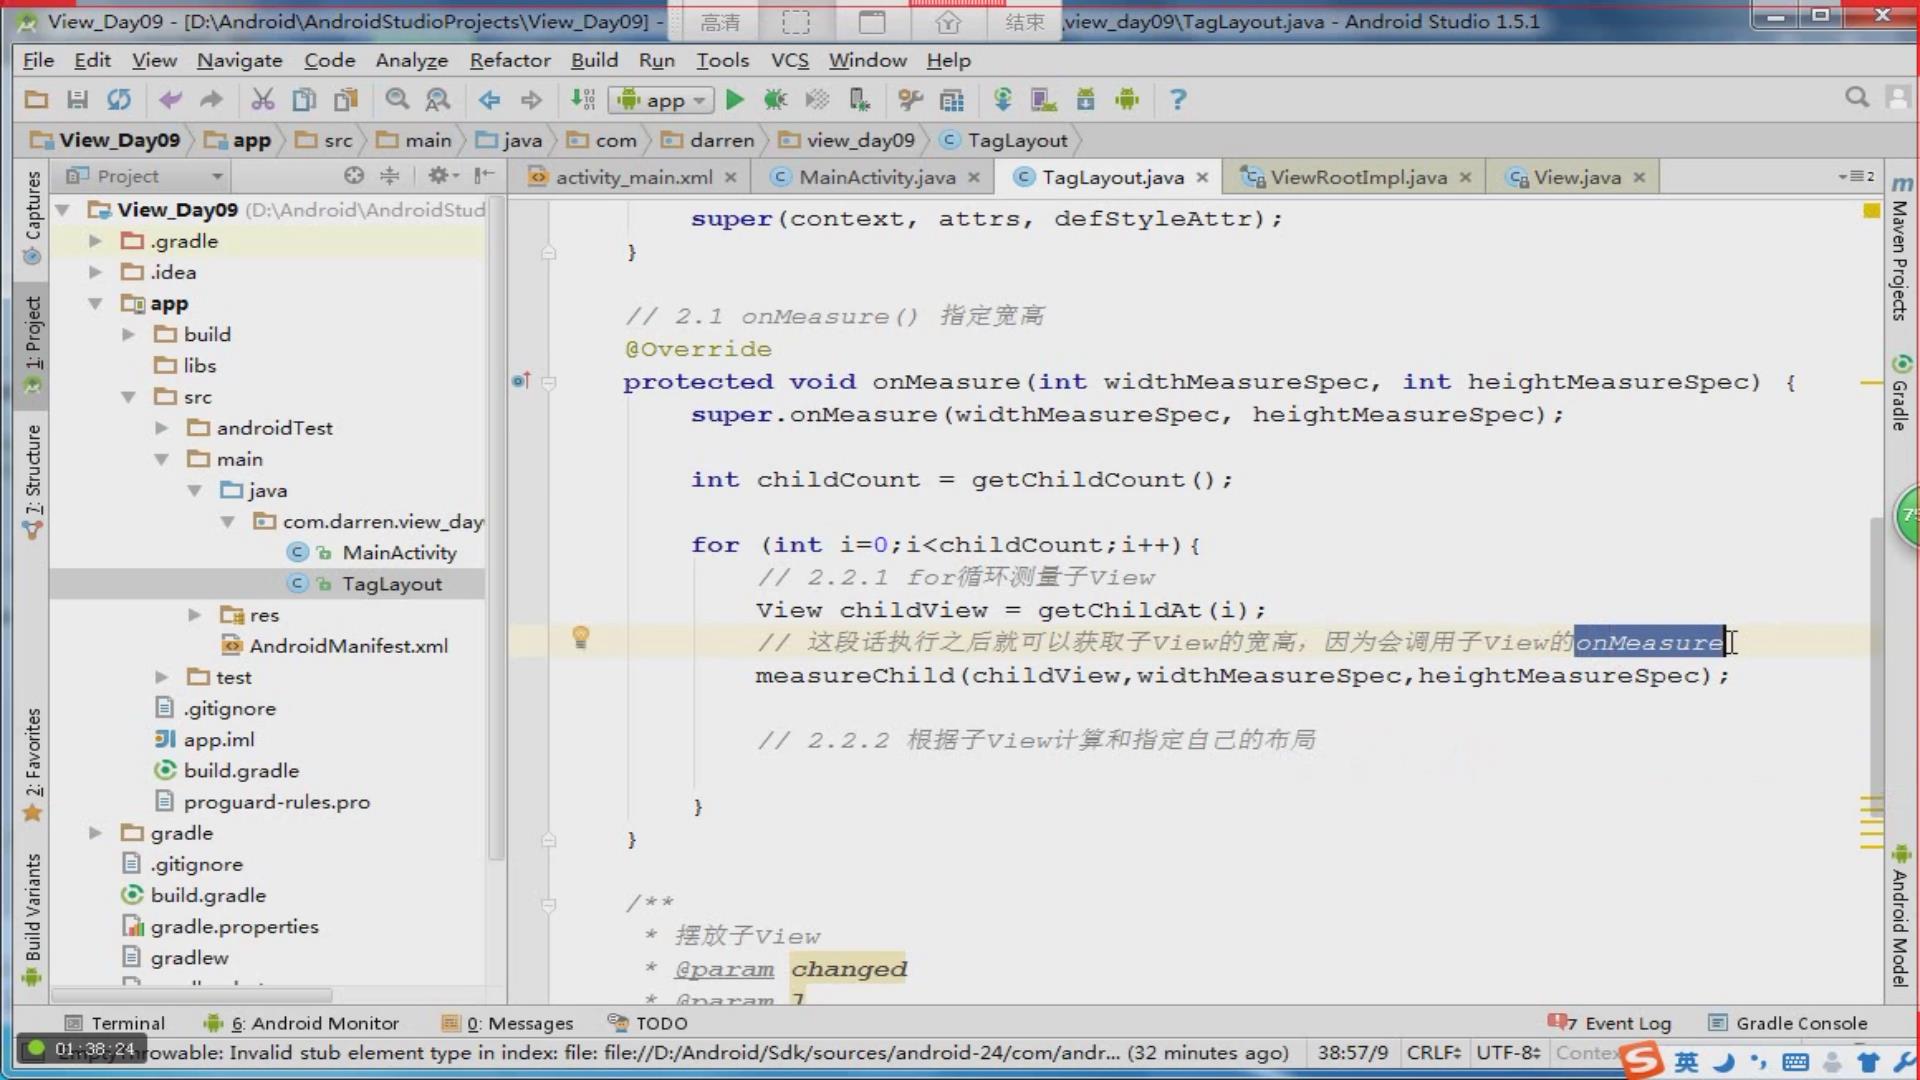 View_Day09 - [D:\Android\AndroidStudioProjects\View_Day09] -
高清
结束
\view_day09\TagLayout.java - Android Studio 1.5.1
File Edit View Navigate Code Analyze Refactor Build Run Tools VCS Window Help
app
View_Day09 app src main java com darren view_day09 TagLayout
Project
activity_main.xml MainActivity.java TagLayout.java ViewRootImpl.java View.java
2
Captures
1: Project
7: Structure
2: Favorites
Build Variants
View_Day09 (D:\Android\AndroidStud
.gradle
.idea
app
build
libs
src
androidTest
main
java
com.darren.view_day
MainActivity
TagLayout
res
AndroidManifest.xml
test
.gitignore
app.iml
build.gradle
proguard-rules.pro
gradle
.gitignore
build.gradle
gradle.properties
gradlew
super(context, attrs, defStyleAttr);
}
// 2.1 onMeasure() 指定宽高
@Override
protected void onMeasure(int widthMeasureSpec, int heightMeasureSpec) {
super.onMeasure(widthMeasureSpec, heightMeasureSpec);
int childCount = getChildCount();
for (int i=0;i<childCount;i++){
// 2.2.1 for循环测量子View
View childView = getChildAt(i);
// 这段话执行之后就可以获取子View的宽高，因为会调用子View的onMeasure
measureChild(childView,widthMeasureSpec,heightMeasureSpec);
// 2.2.2 根据子View计算和指定自己的布局
}
}
/**
* 摆放子View
* @param changed
* @param l
Maven Projects
Gradle
Android Model
Terminal 6: Android Monitor 0: Messages TODO
7 Event Log Gradle Console
01:38:24
Throwable: Invalid stub element type in index: file: file://D:/Android/Sdk/sources/android-24/com/andr... (32 minutes ago)
38:57/9 CRLF UTF-8
英